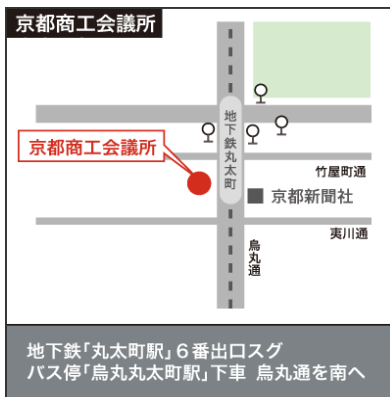 京都商工会議所
地下鉄丸太町
京都商工会議所
竹屋町通
京都新聞社
夷川通
烏丸通
地下鉄「丸太町駅」6番出口スグ
バス停「烏丸丸太町駅」下車 烏丸通を南へ